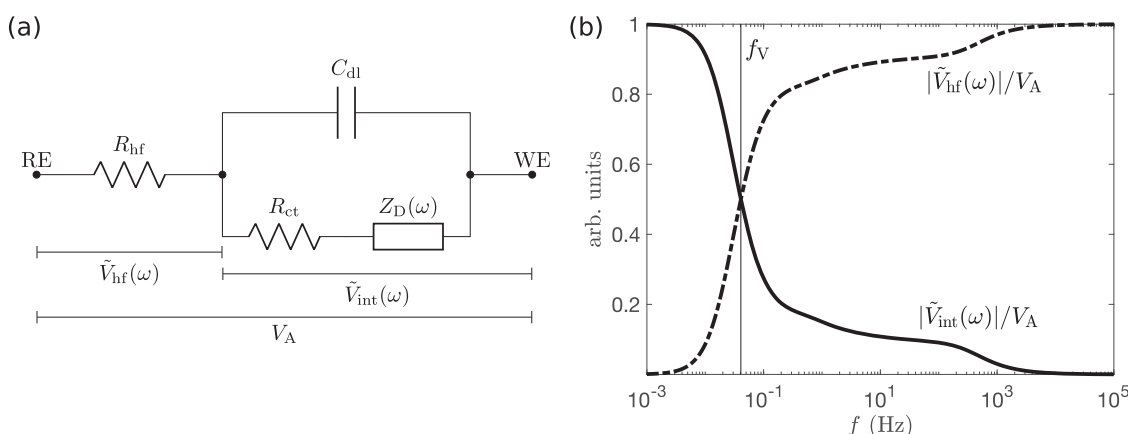 (a)
C_dl
RE
R_hf
WE
R_ct
Z_D(ω)
Ṽ_hf(ω)
Ṽ_int(ω)
V_A
(b)
1
0.8
0.6
0.4
0.2
arb. units
f_V
|Ṽ_hf(ω)|/V_A
|Ṽ_int(ω)|/V_A
10^-3 10^-1 10^1 10^3 10^5
f (Hz)